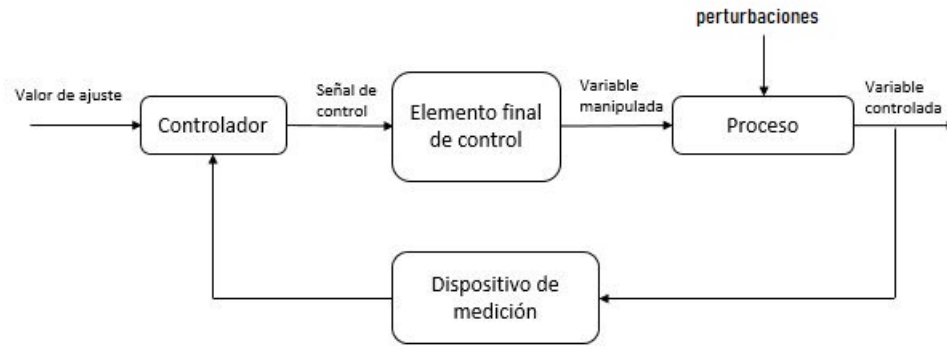 perturbaciones
Valor de ajuste
Controlador
Señal de
control
Elemento final
de control
Variable
manipulada
Proceso
Variable
controlada
Dispositivo de
medición